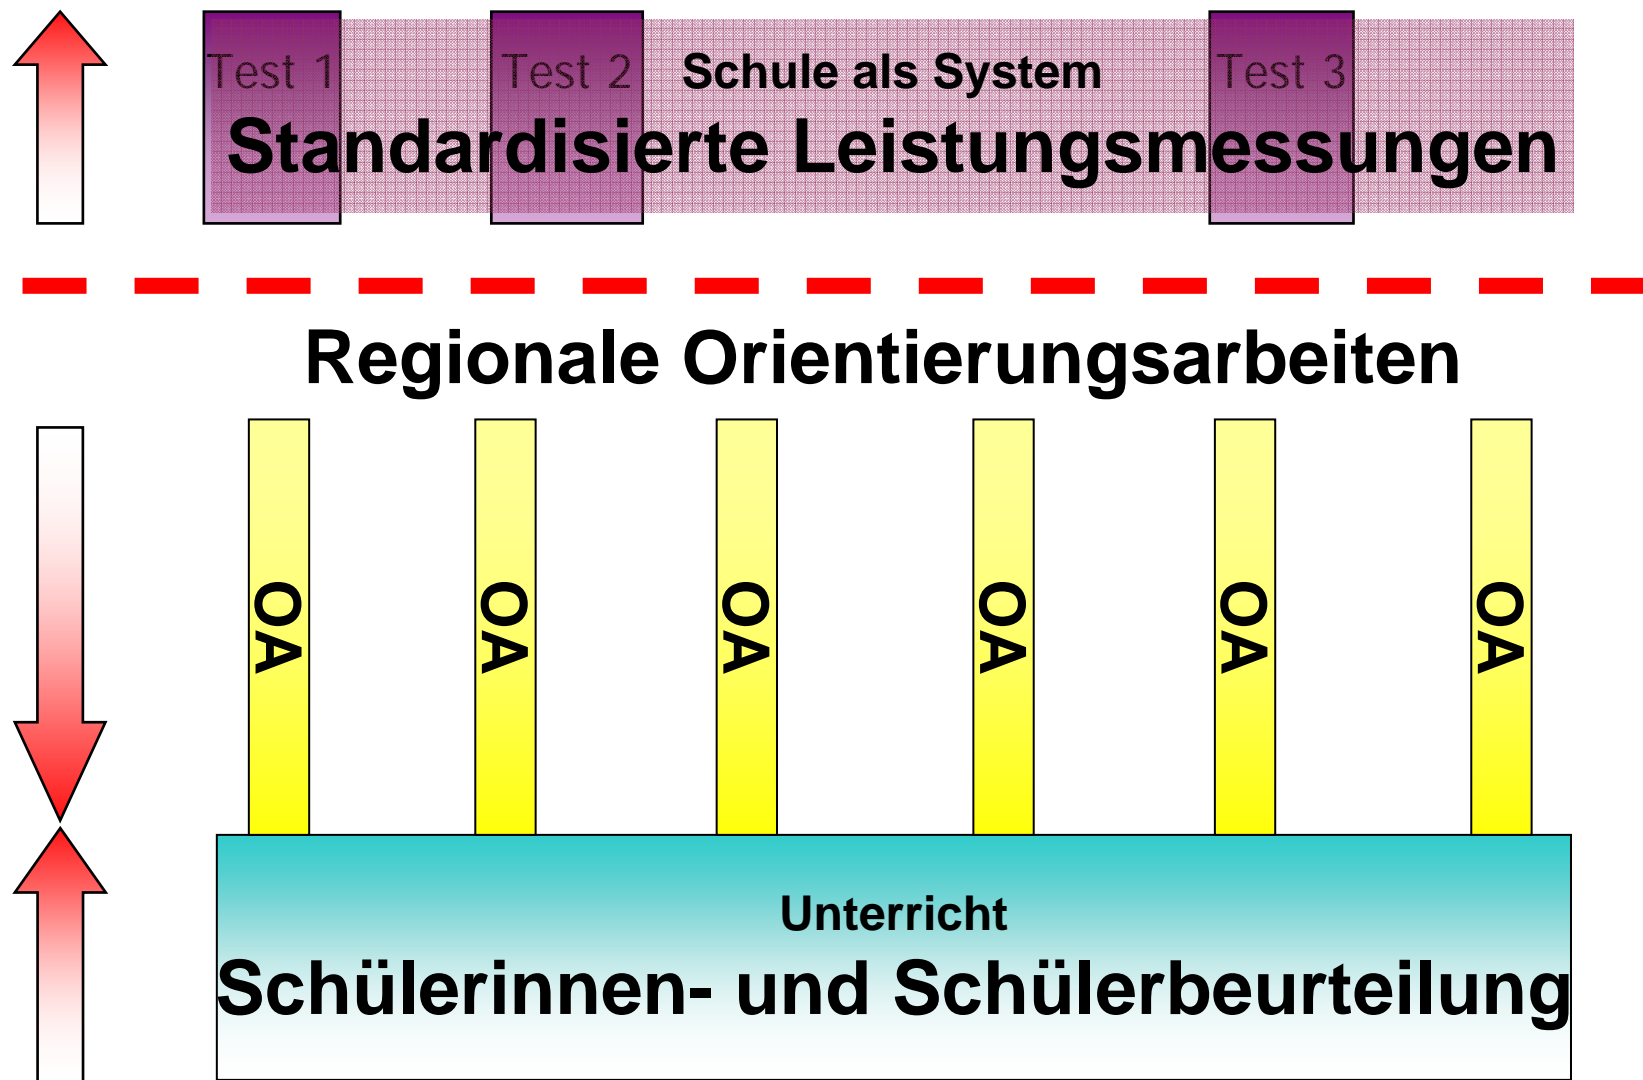 Test 1 Test 2 Schule als System Test 3
Standardisierte Leistungsmessungen
Regionale Orientierungsarbeiten
OA OA OA OA OA OA
Unterricht
Schülerinnen- und Schülerbeurteilung